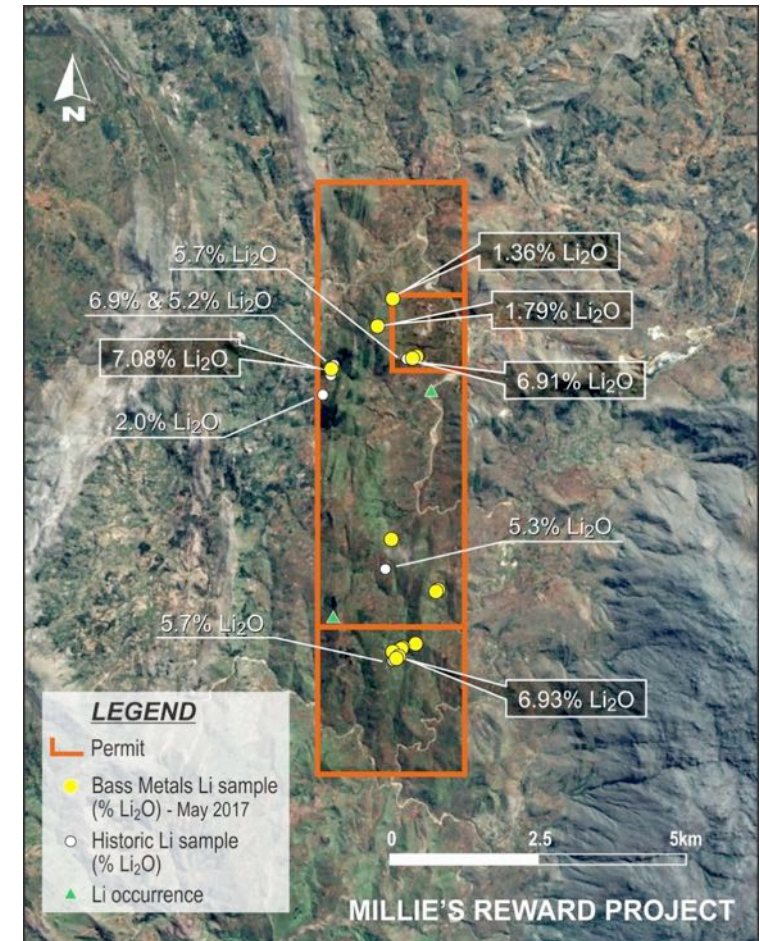 N
1.36% Li₂O
5.7% Li₂O
6.9% & 5.2% Li₂O
1.79% Li₂O
7.08% Li₂O
6.91% Li₂O
2.0% Li₂O
5.3% Li₂O
5.7% Li₂O
6.93% Li₂O
LEGEND
Permit
Bass Metals Li sample
(% Li₂O) - May 2017
Historic Li sample
(% Li₂O)
Li occurrence
0 2.5 5km
MILLIE'S REWARD PROJECT